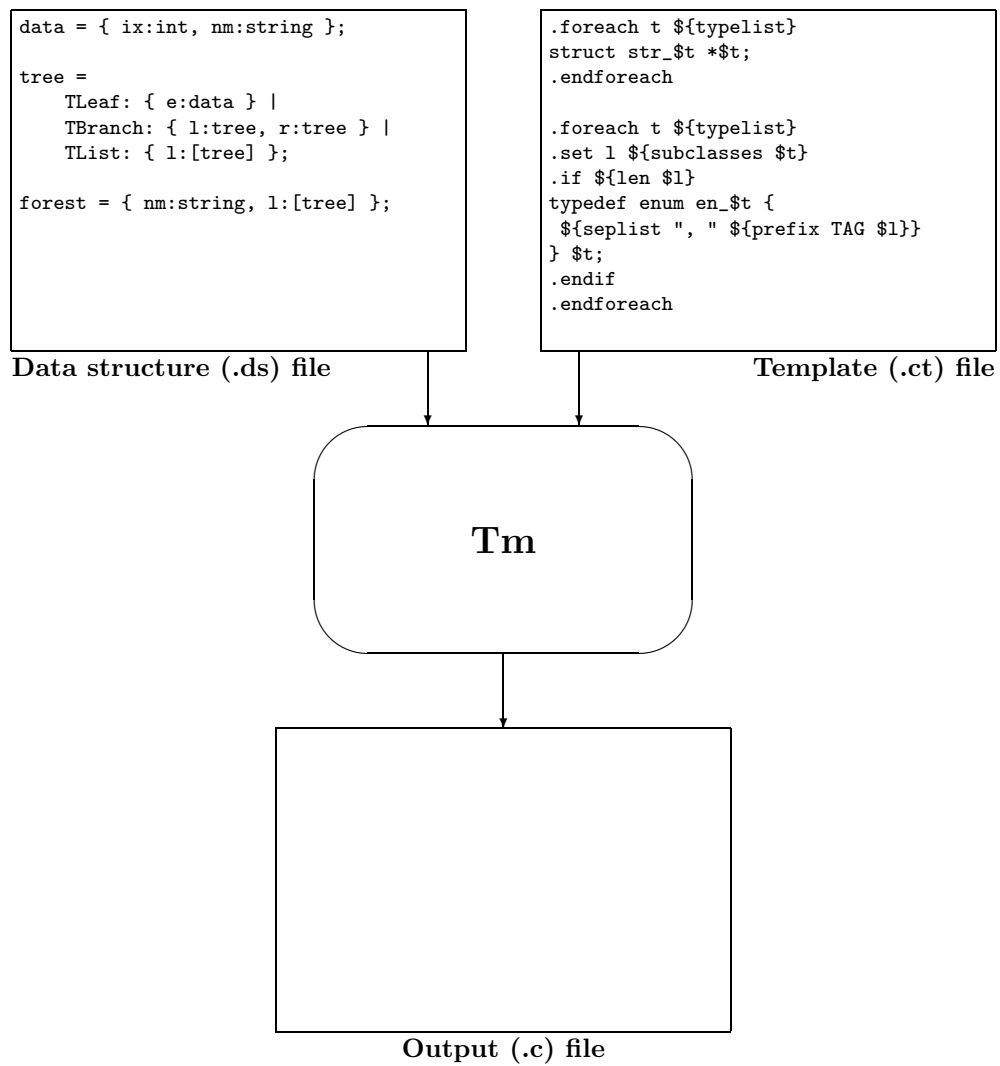 data = { ix:int, nm:string };

tree =
    TLeaf: { e:data } |
    TBranch: { l:tree, r:tree } |
    TList: { l:[tree] };

forest = { nm:string, l:[tree] };
Data structure (.ds) file
.foreach t ${typelist}
struct str_$t *$t;
.endforeach

.foreach t ${typelist}
.set l ${subclasses $t}
.if ${len $l}
typedef enum en_$t {
 ${seplist ", " ${prefix TAG $l}}
} $t;
.endif
.endforeach
Template (.ct) file
Tm
Output (.c) file